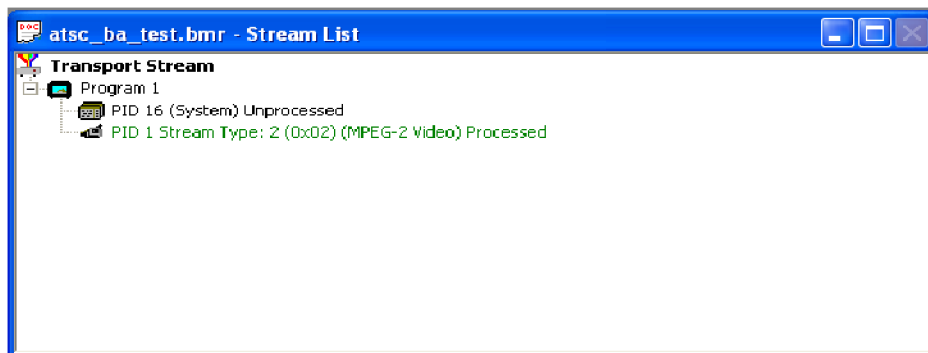 atsc_ba_test.bmr - Stream List
Transport Stream
Program 1
PID 16 (System) Unprocessed
PID 1 Stream Type: 2 (0x02) (MPEG-2 Video) Processed